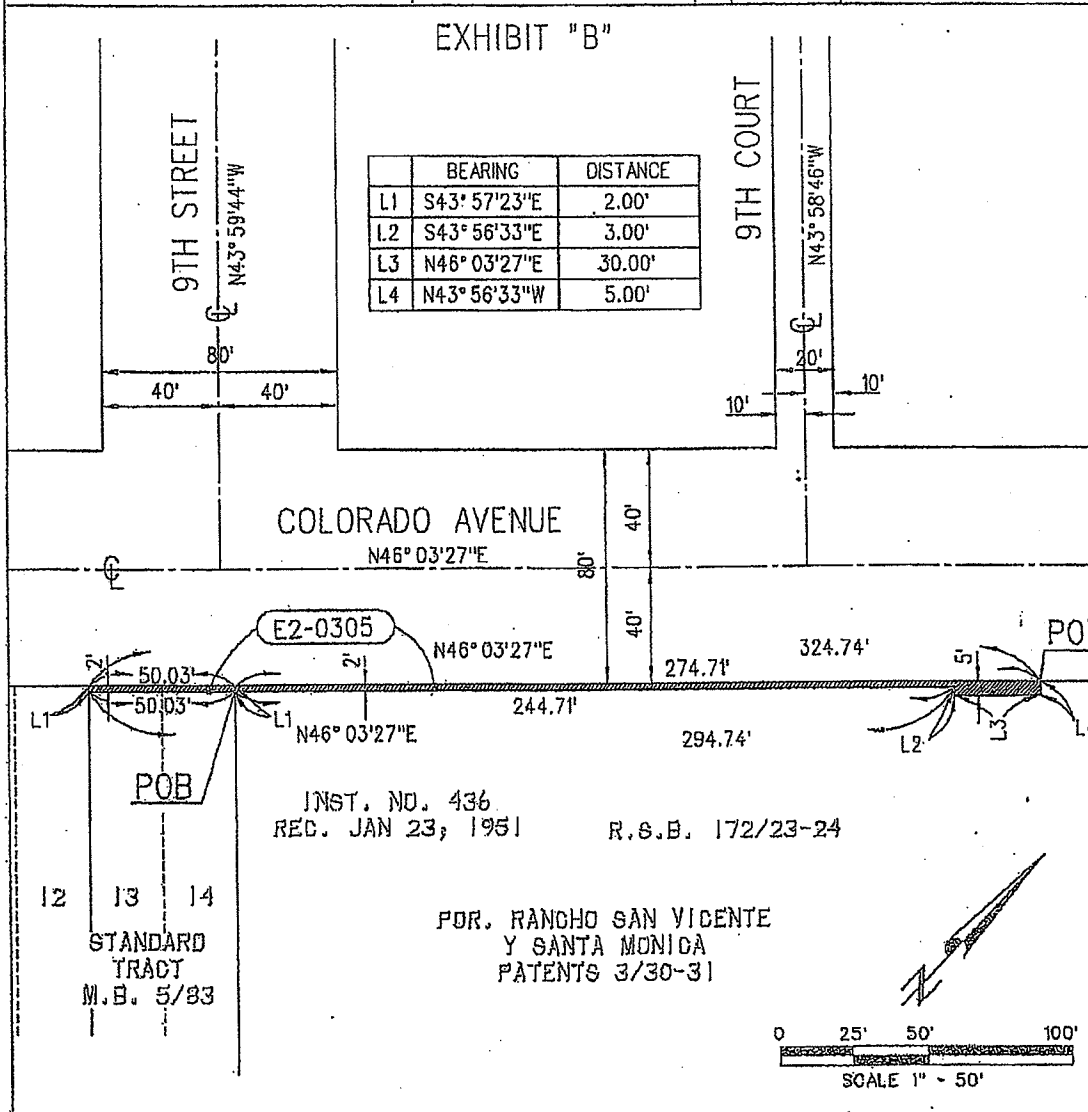 EXHIBIT "B"
9TH STREET
N43°59'44"W
BEARING DISTANCE
L1 S43°57'23"E 2.00'
L2 S43°56'33"E 3.00'
L3 N46°03'27"E 30.00'
L4 N43°56'33"W 5.00'
9TH COURT
N43°58'46"W
80'
40' 40'
20'
10'
10'
COLORADO AVENUE
N46°03'27"E
40'
80'
40'
E2-0305
N46°03'27"E
324.74'
2'
50.03'
2'
274.71'
5'
50.03'
244.71'
L1
L1
N46°03'27"E
294.74'
L2
L3
POB
INST. NO. 436
REC. JAN 23, 1951
R.S.B. 172/23-24
12 13 14
STANDARD
TRACT
M.B. 5/83
POR. RANCHO SAN VICENTE
Y SANTA MONICA
PATENTS 3/30-31
0 25' 50' 100'
SCALE 1" - 50'